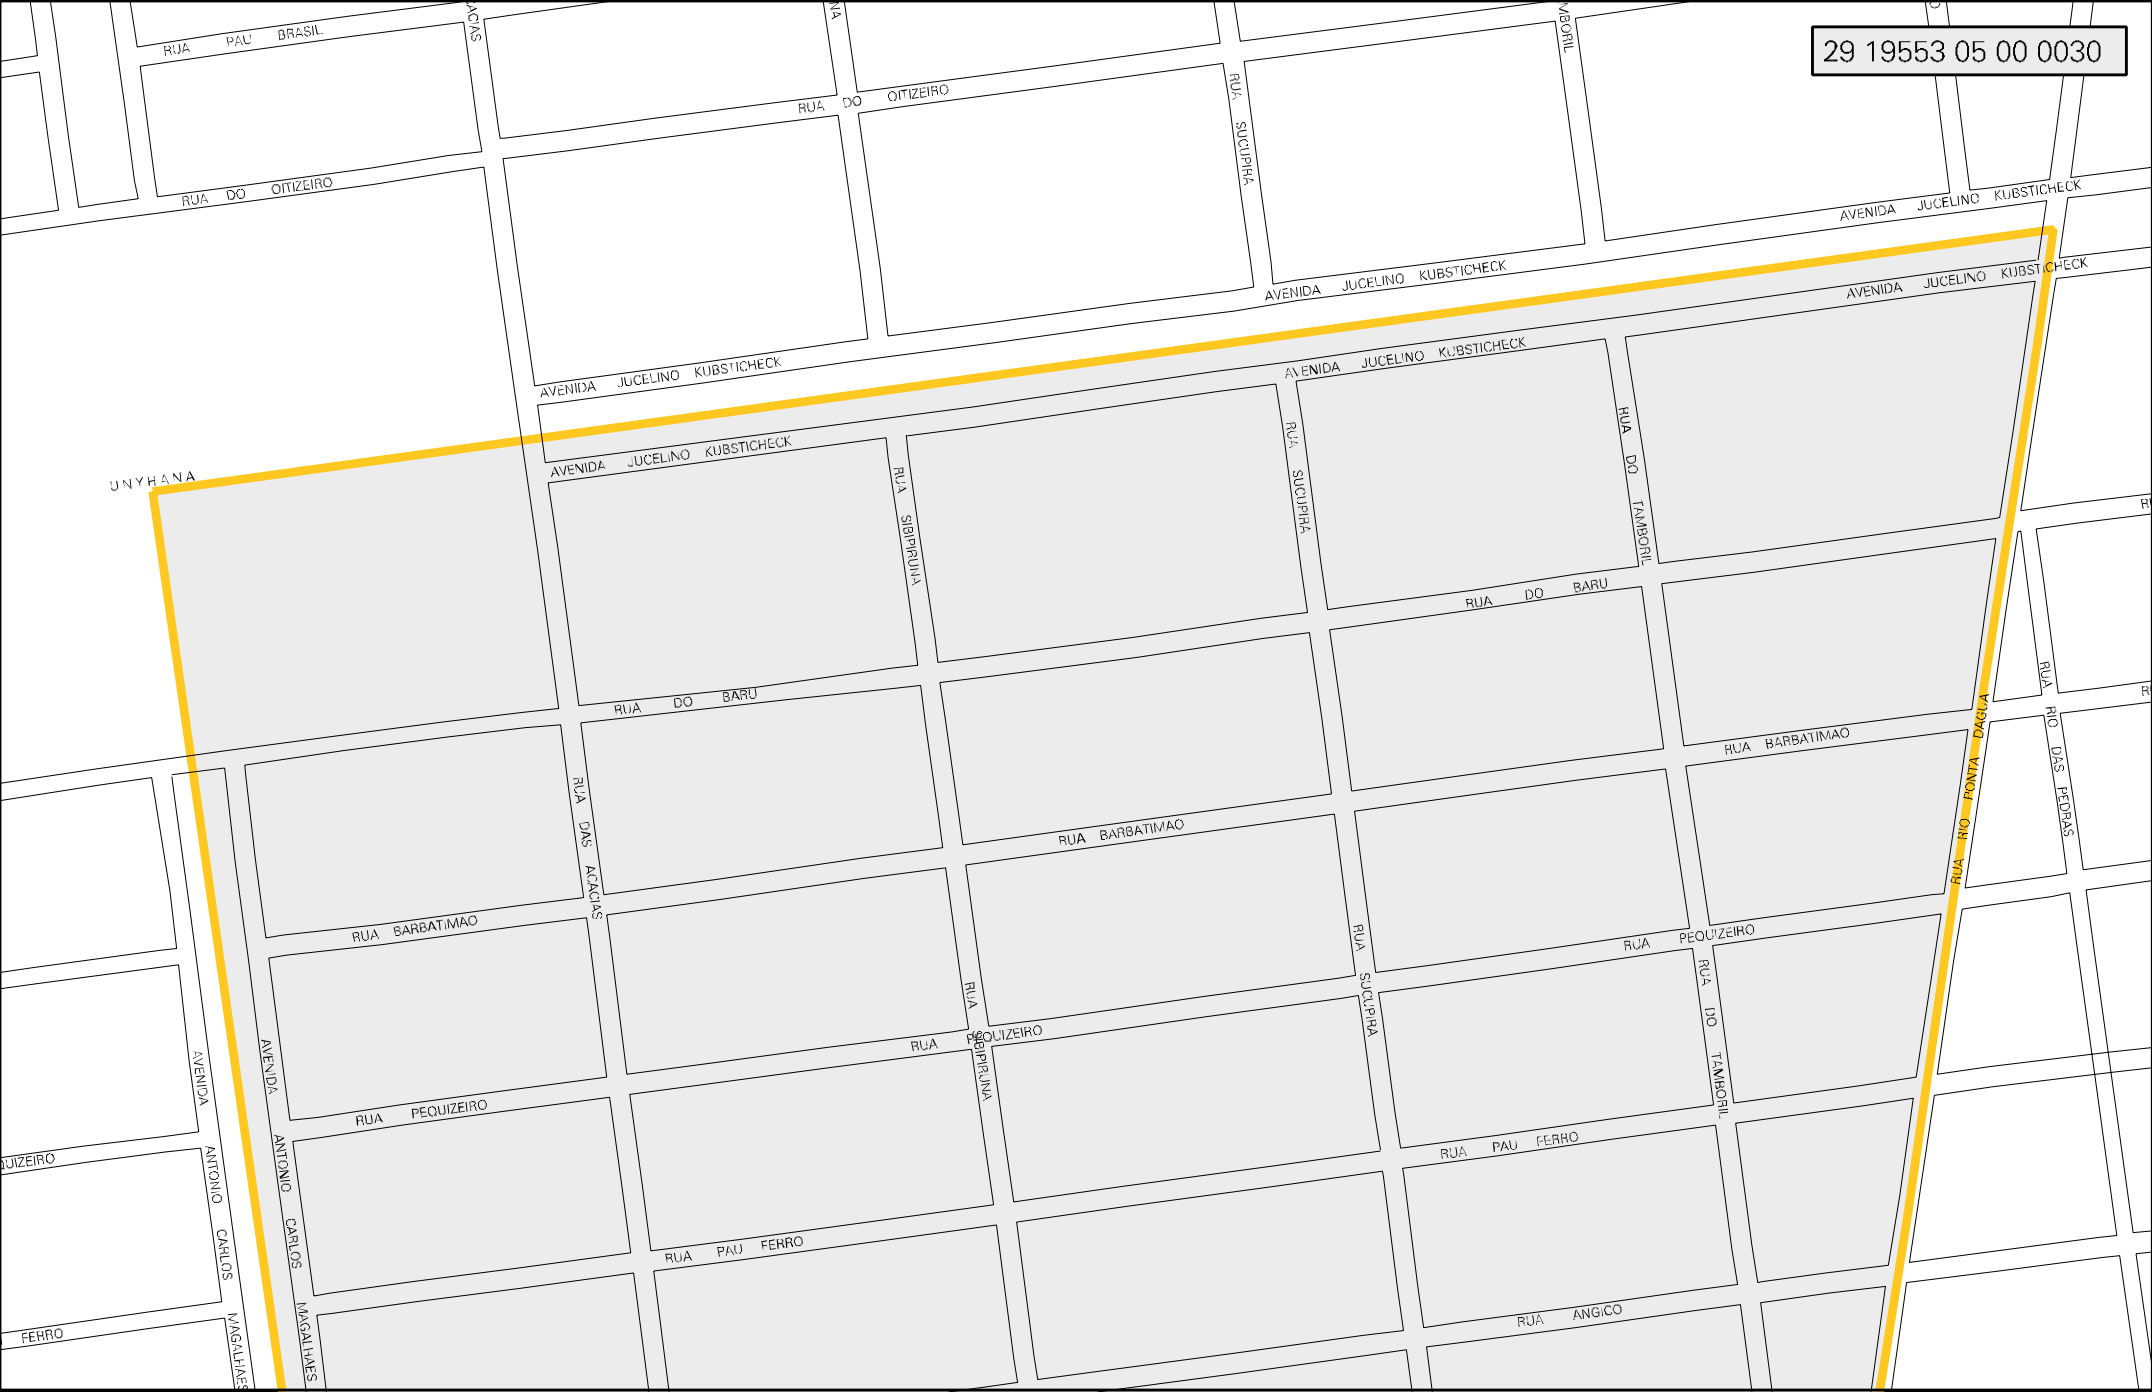 29 19553 05 00 0030
ACIAS
NA
MBORIL
RUA PAU BRASIL
RUA DO OITIZEIRO
RUA DO OITIZEIRO
RUA SUCUPIRA
AVENIDA JUCELINO KUBSTICHECK
AVENIDA JUCELINO KUBSTICHECK
AVENIDA JUCELINO KUBSTICHECK
AVENIDA JUCELINO KUBSTICHECK
AVENIDA JUCELINO KUBSTICHECK
AVENIDA JUCELINO KUBSTICHECK
UNYHANA
RUA SIBIPIRUNA
RUA SUCUPIRA
RUA DO TAMBORIL
RUA DO BARU
RUA DO BARU
RUA BARBATIMAO
RUA RIO PONTA DAGUA
RUA RIO DAS PEDRAS
RUA DAS ACACIAS
RUA BARBATIMAO
RUA BARBATIMAO
RUA SUCUPIRA
RUA PEQUIZEIRO
RUA DO TAMBORIL
RUA SIBIPIRUNA
RUA PEQUIZEIRO
RUA PEQUIZEIRO
AVENIDA ANTONIO CARLOS MAGALHAES
AVENIDA ANTONIO CARLOS MAGALHAES
QUIZEIRO
RUA PAU FERRO
RUA PAU FERRO
RUA ANGICO
FERRO